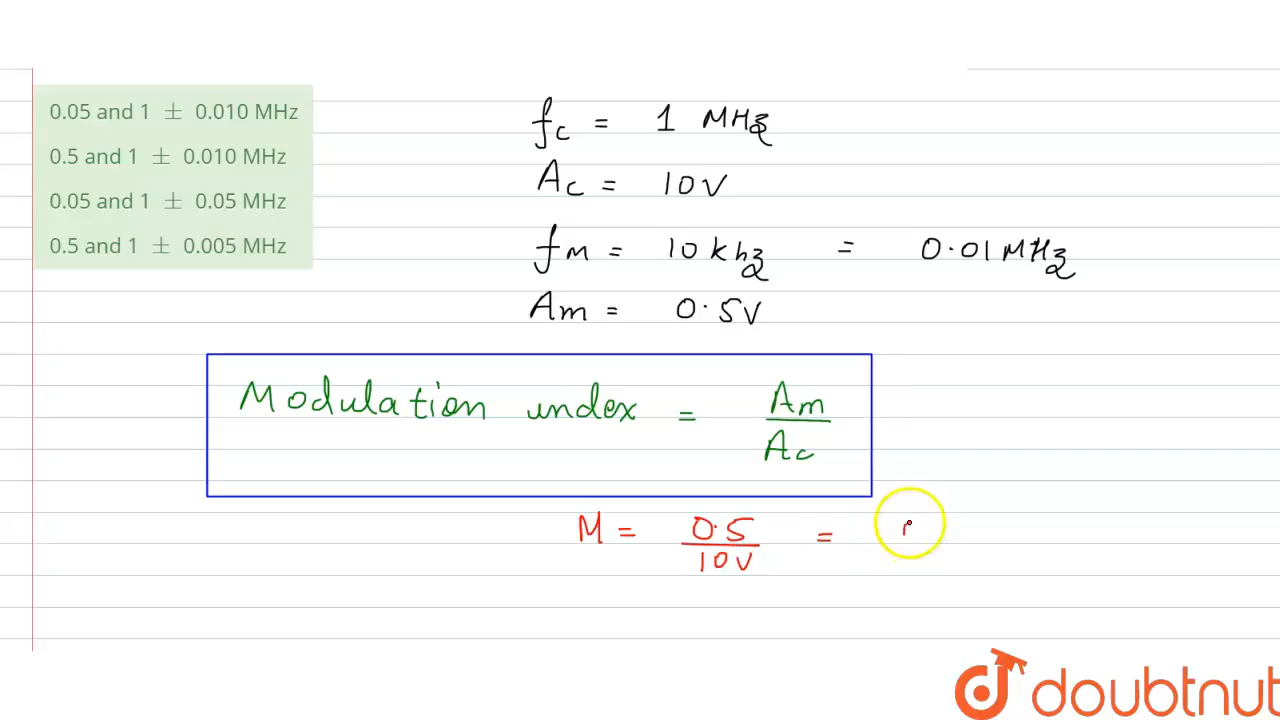 0.05 and 1 ± 0.010 MHz
0.5 and 1 ± 0.010 MHz
0.05 and 1 ± 0.05 MHz
0.5 and 1 ± 0.005 MHz
fc = 1 MHz
Ac = 10V
fm = 10 khz = 0.01 MHz
Am = 0.5V
Modulation index = Am/Ac
M = 0.5/10V =
doubtnut